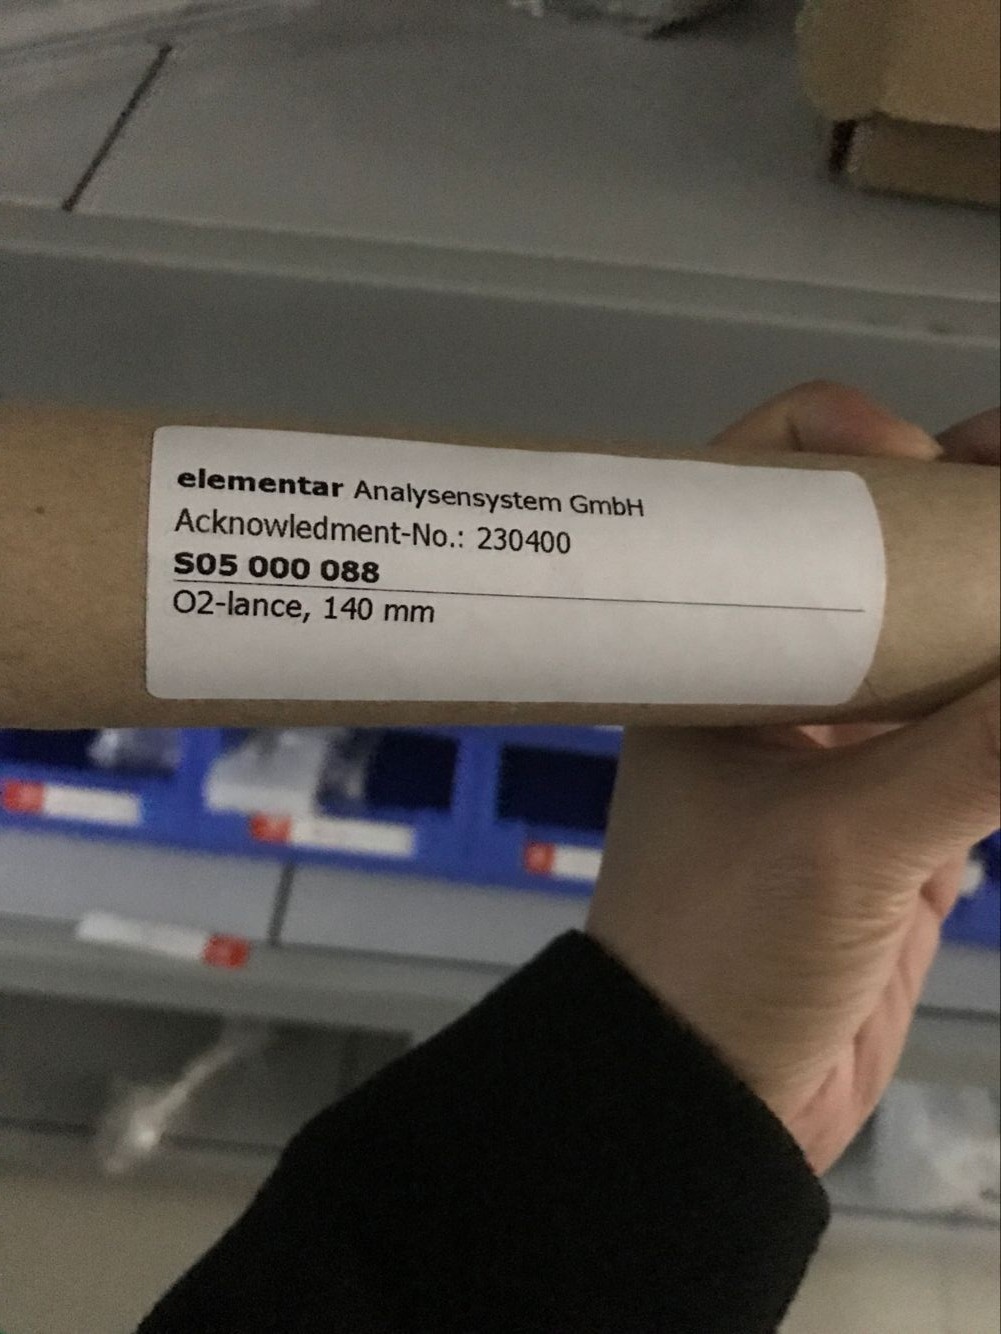 elementar Analysensystem GmbH
Acknowledment-No.: 230400
S05 000 088
O2-lance, 140 mm